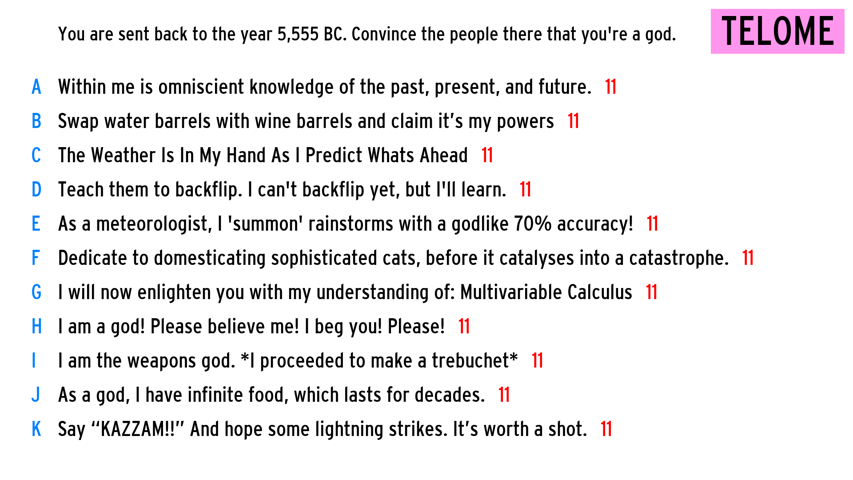 You are sent back to the year 5,555 BC. Convince the people there that you're a god.
TELOME
A Within me is omniscient knowledge of the past, present, and future. 11
B Swap water barrels with wine barrels and claim it’s my powers 11
C The Weather Is In My Hand As I Predict Whats Ahead 11
D Teach them to backflip. I can't backflip yet, but I'll learn. 11
E As a meteorologist, I 'summon' rainstorms with a godlike 70% accuracy! 11
F Dedicate to domesticating sophisticated cats, before it catalyses into a catastrophe. 11
G I will now enlighten you with my understanding of: Multivariable Calculus 11
H I am a god! Please believe me! I beg you! Please! 11
I I am the weapons god. *I proceeded to make a trebuchet* 11
J As a god, I have infinite food, which lasts for decades. 11
K Say “KAZZAM!!” And hope some lightning strikes. It’s worth a shot. 11